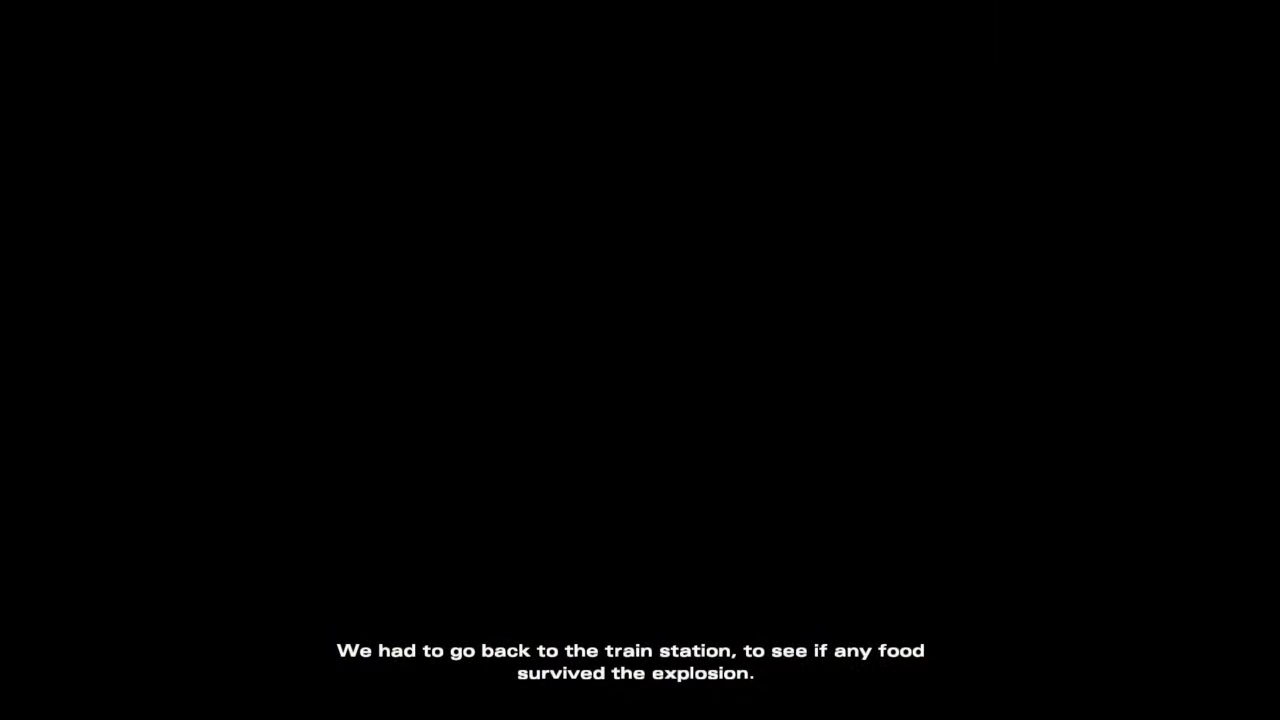 We had to go back to the train station, to see if any food
survived the explosion.